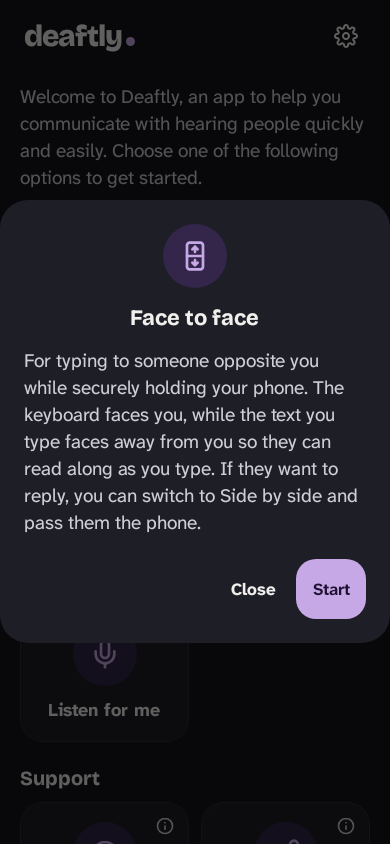 deaftly.
Welcome to Deaftly, an app to help you
communicate with hearing people quickly
and easily. Choose one of the following
options to get started.
Face to face
For typing to someone opposite you
while securely holding your phone. The
keyboard faces you, while the text you
type faces away from you so they can
read along as you type. If they want to
reply, you can switch to Side by side and
pass them the phone.
Close
Start
Listen for me
Support